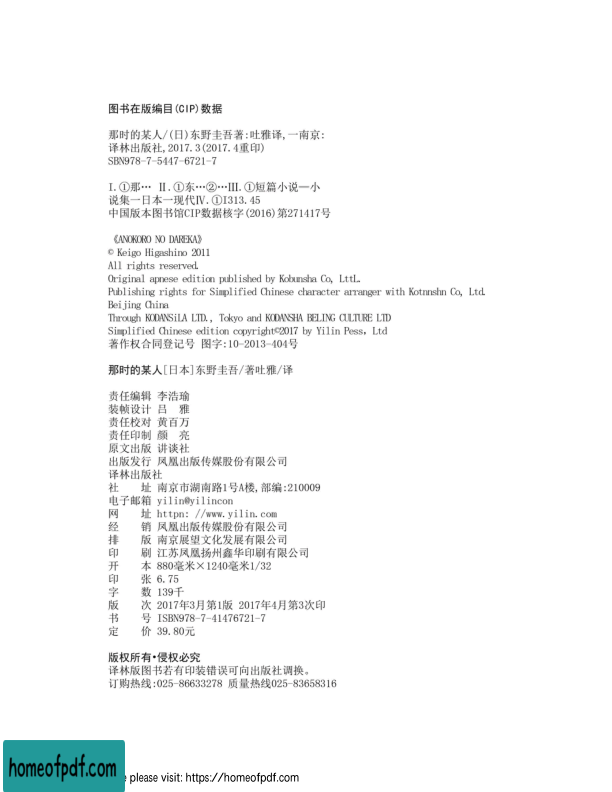 图书在版编目(CIP)数据
那时的某人/(日)东野圭吾著:吐雅译,一南京:
译林出版社,2017.3(2017.4重印)
SBN978-7-5447-6721-7
I.①那… Ⅱ.①东…②…Ⅲ.①短篇小说—小
说集一日本一现代Ⅳ.①I313.45
中国版本图书馆CIP数据核字(2016)第271417号
《ANOKORO NO DAREKA》
© Keigo Higashino 2011
All rights reserved.
Original apnese edition published by Kobunsha Co, LttL.
Publishing rights for Simplified Chinese character arranger with Kotnnshn Co, Ltd.
Beijing China
Through KODANSiLA LTD., Tokyo and KODANSHA BELING CULTURE LTD
Simplified Chinese edition copyright©2017 by Yilin Pess，Ltd
著作权合同登记号 图字:10-2013-404号
那时的某人[日本]东野圭吾/著吐雅/译
责任编辑 李浩瑜
装帧设计 吕 雅
责任校对 黄百万
责任印制 颜 亮
原文出版 讲谈社
出版发行 凤凰出版传媒股份有限公司
译林出版社
社 址 南京市湖南路1号A楼,部编:210009
电子邮箱 yilin@yilincon
网 址 httpn: //www.yilin.com
经 销 凤凰出版传媒股份有限公司
排 版 南京展望文化发展有限公司
印 刷 江苏凤凰扬州鑫华印刷有限公司
开 本 880毫米×1240毫米1/32
印 张 6.75
字 数 139千
版 次 2017年3月第1版 2017年4月第3次印
书 号 ISBN978-7-41476721-7
定 价 39.80元
版权所有•侵权必究
译林版图书若有印装错误可向出版社调换。
订购热线:025-86633278 质量热线025-83658316
homeofpdf.com
please visit: https://homeofpdf.com